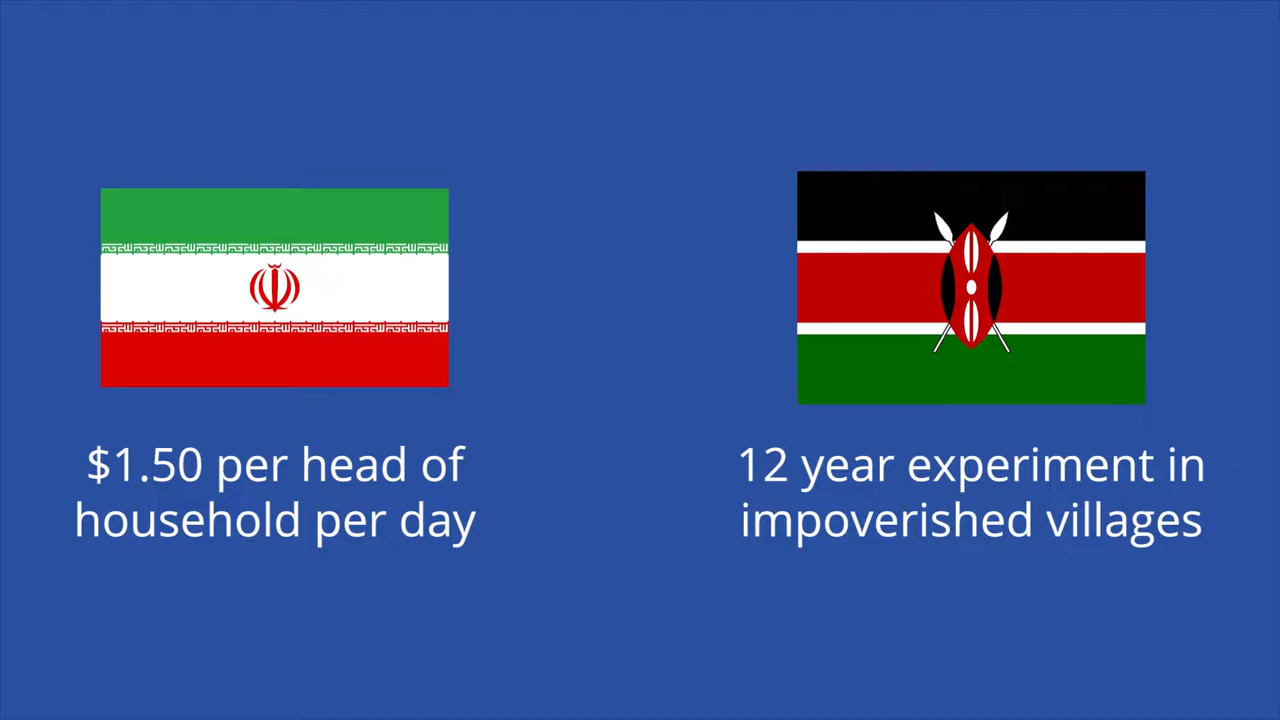 $1.50 per head of
household per day
12 year experiment in
impoverished villages